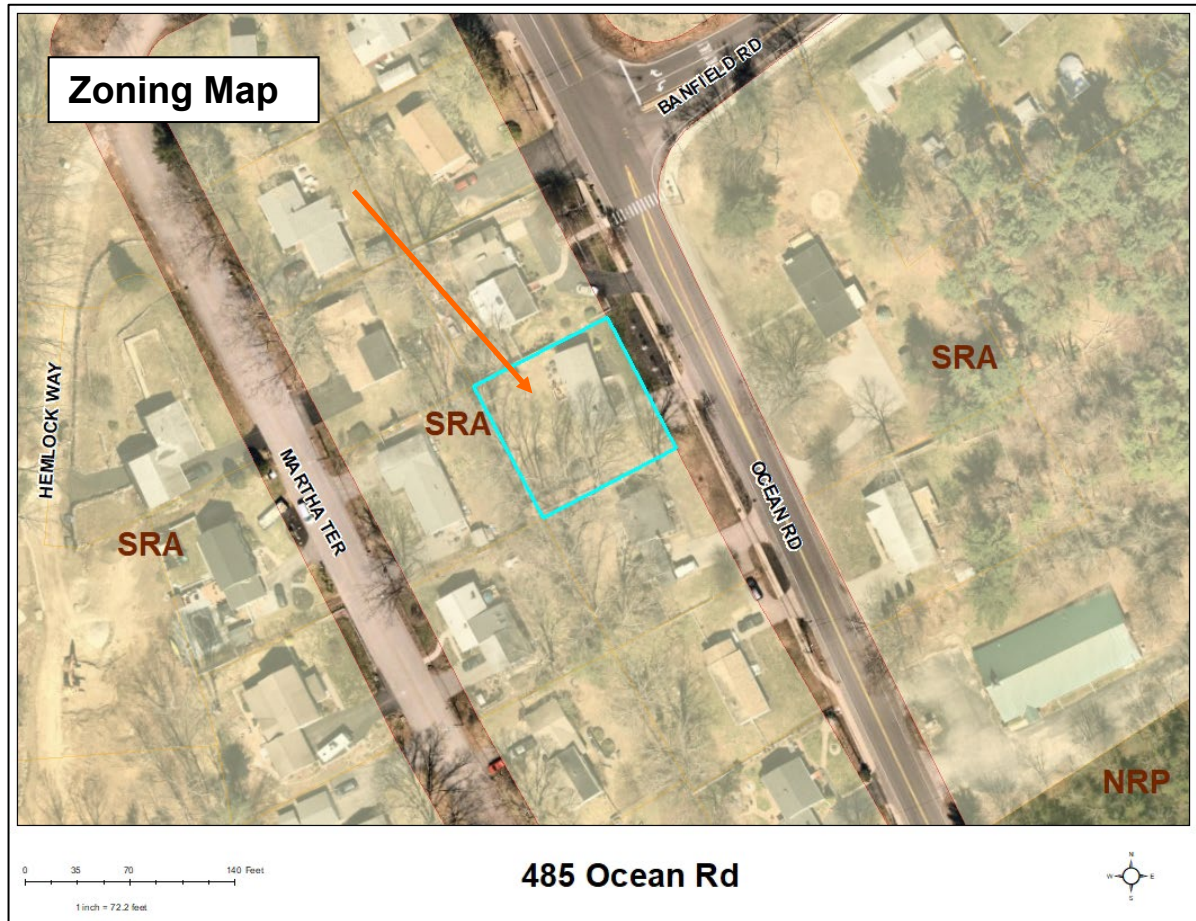 Zoning Map
BANFIELD RD
SRA
HEMLOCK WAY
SRA
MARTHA TER
OCEAN RD
SRA
NRP
0 35 70 140 Feet
1 inch = 72.2 feet
485 Ocean Rd
N
W E
S